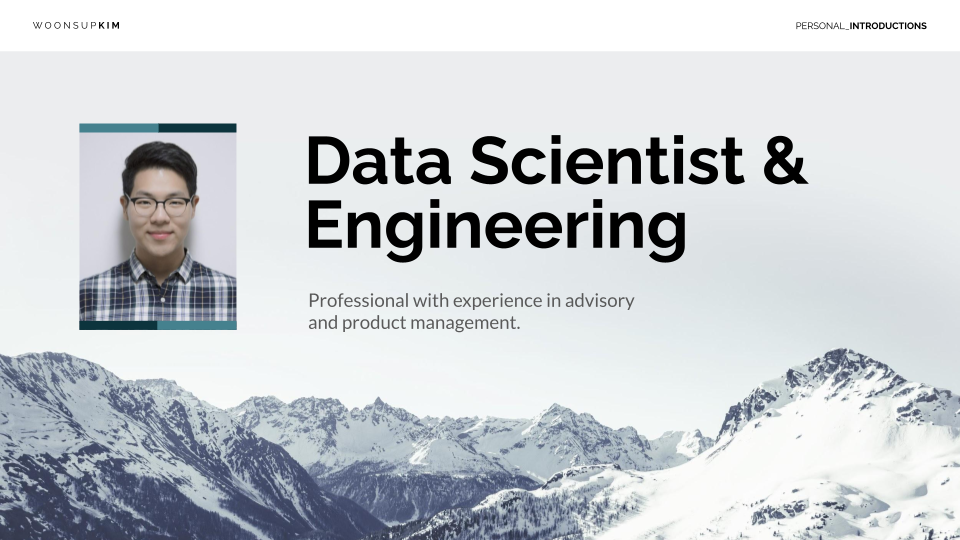 WOONSUPKIM
PERSONAL_INTRODUCTIONS
Data Scientist &
Engineering
Professional with experience in advisory
and product management.